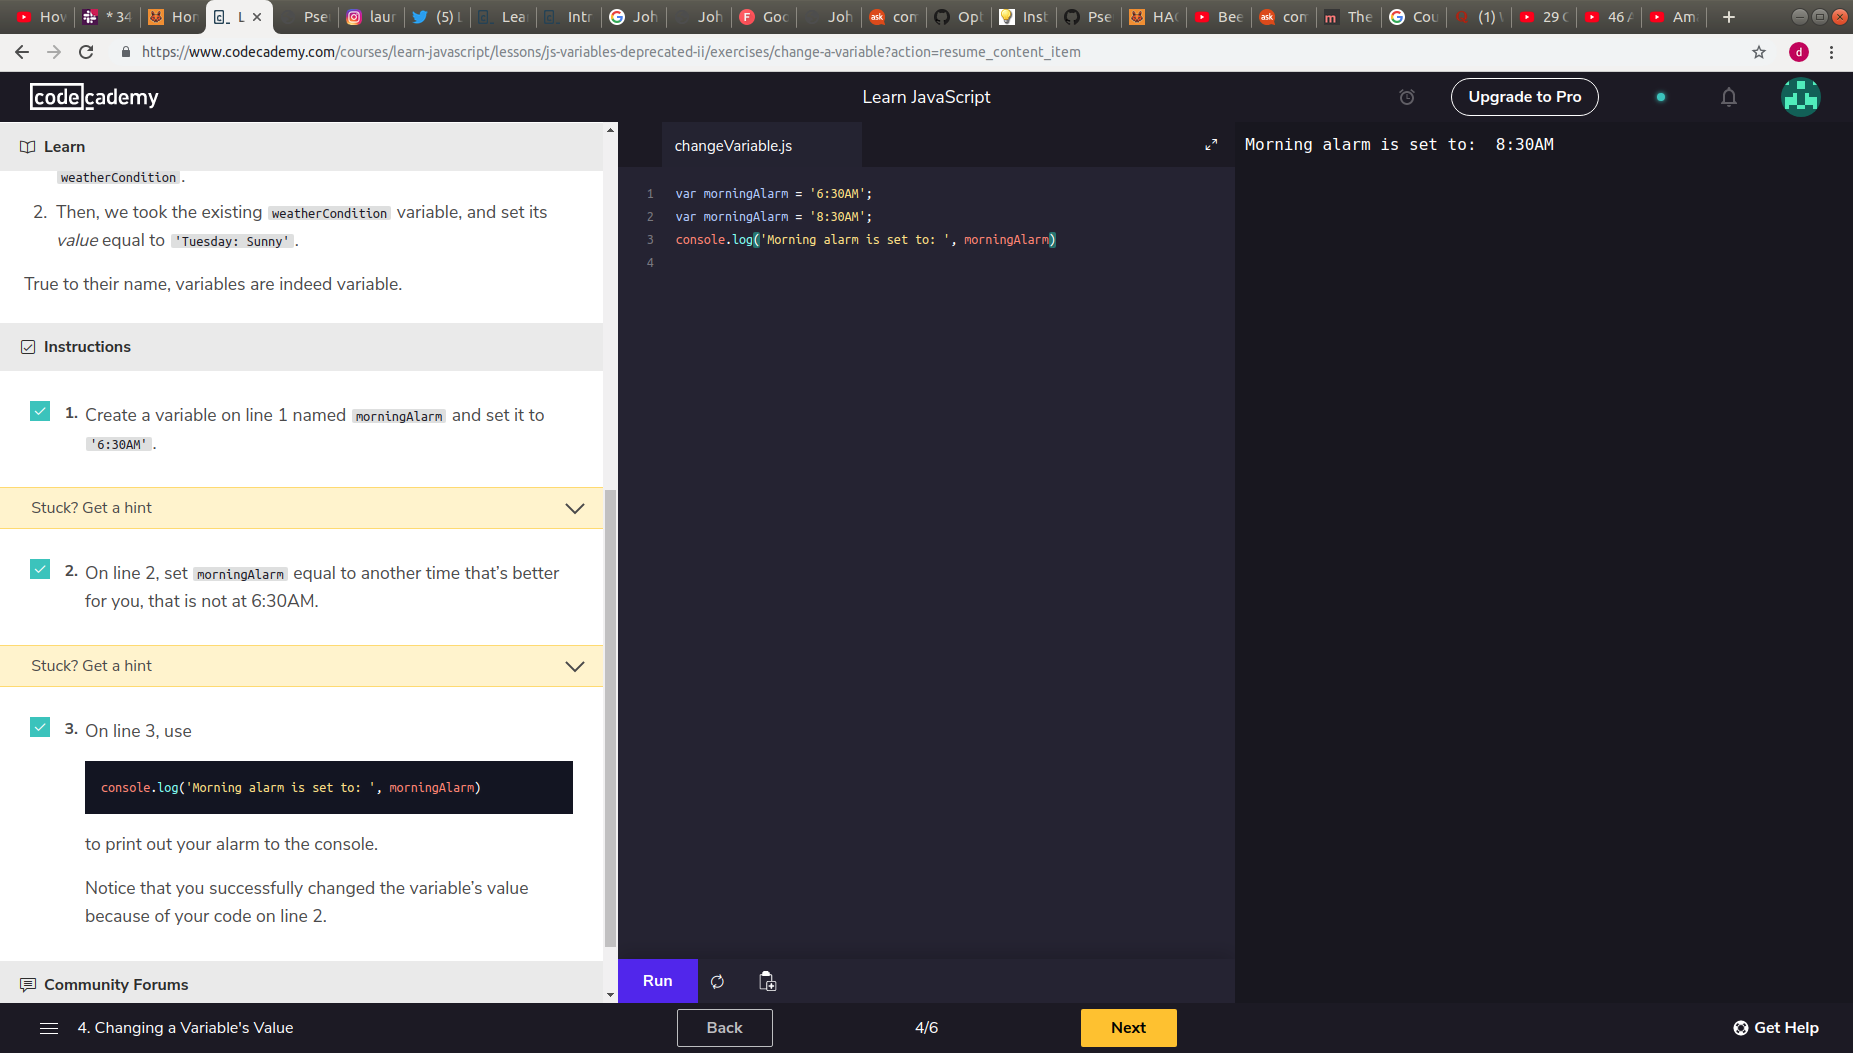 Hov
* 34
Hor
L
Pse
laur
(5) L
Lea
Intr
Joh
Joh
Goc
Joh
con
Opt
Inst
Pse
HAC
Bee
con
The
Cou
(1)
29
46
Am
https://www.codecademy.com/courses/learn-javascript/lessons/js-variables-deprecated-ii/exercises/change-a-variable?action=resume_content_item
d
codecademy
Learn JavaScript
Upgrade to Pro
Learn
weatherCondition.
2. Then, we took the existing weatherCondition variable, and set its
value equal to 'Tuesday: Sunny'.
True to their name, variables are indeed variable.
Instructions
1. Create a variable on line 1 named morningAlarm and set it to
'6:30AM'.
Stuck? Get a hint
2. On line 2, set morningAlarm equal to another time that's better
for you, that is not at 6:30AM.
Stuck? Get a hint
3. On line 3, use
console.log('Morning alarm is set to: ', morningAlarm)
to print out your alarm to the console.
Notice that you successfully changed the variable's value
because of your code on line 2.
Community Forums
changeVariable.js
1 var morningAlarm = '6:30AM';
2 var morningAlarm = '8:30AM';
3 console.log('Morning alarm is set to: ', morningAlarm)
4
Run
Morning alarm is set to:  8:30AM
4. Changing a Variable's Value
Back
4/6
Next
Get Help